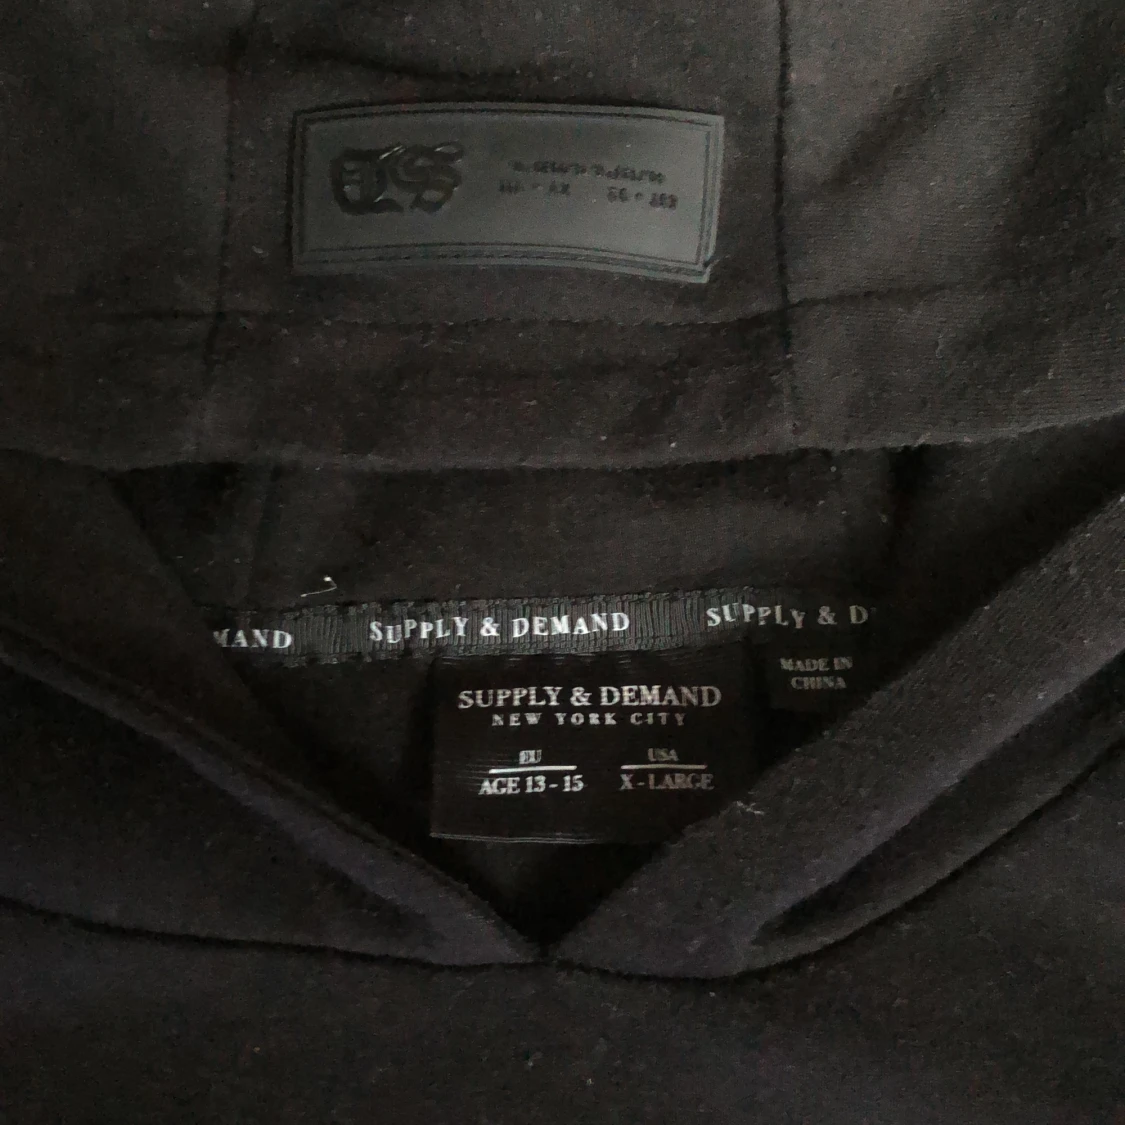 MAND SUPPLY & DEMAND SUPPLY & D
MADE IN
CHINA
SUPPLY & DEMAND
NEW YORK CITY
EU USA
AGE 13 - 15 X - LARGE